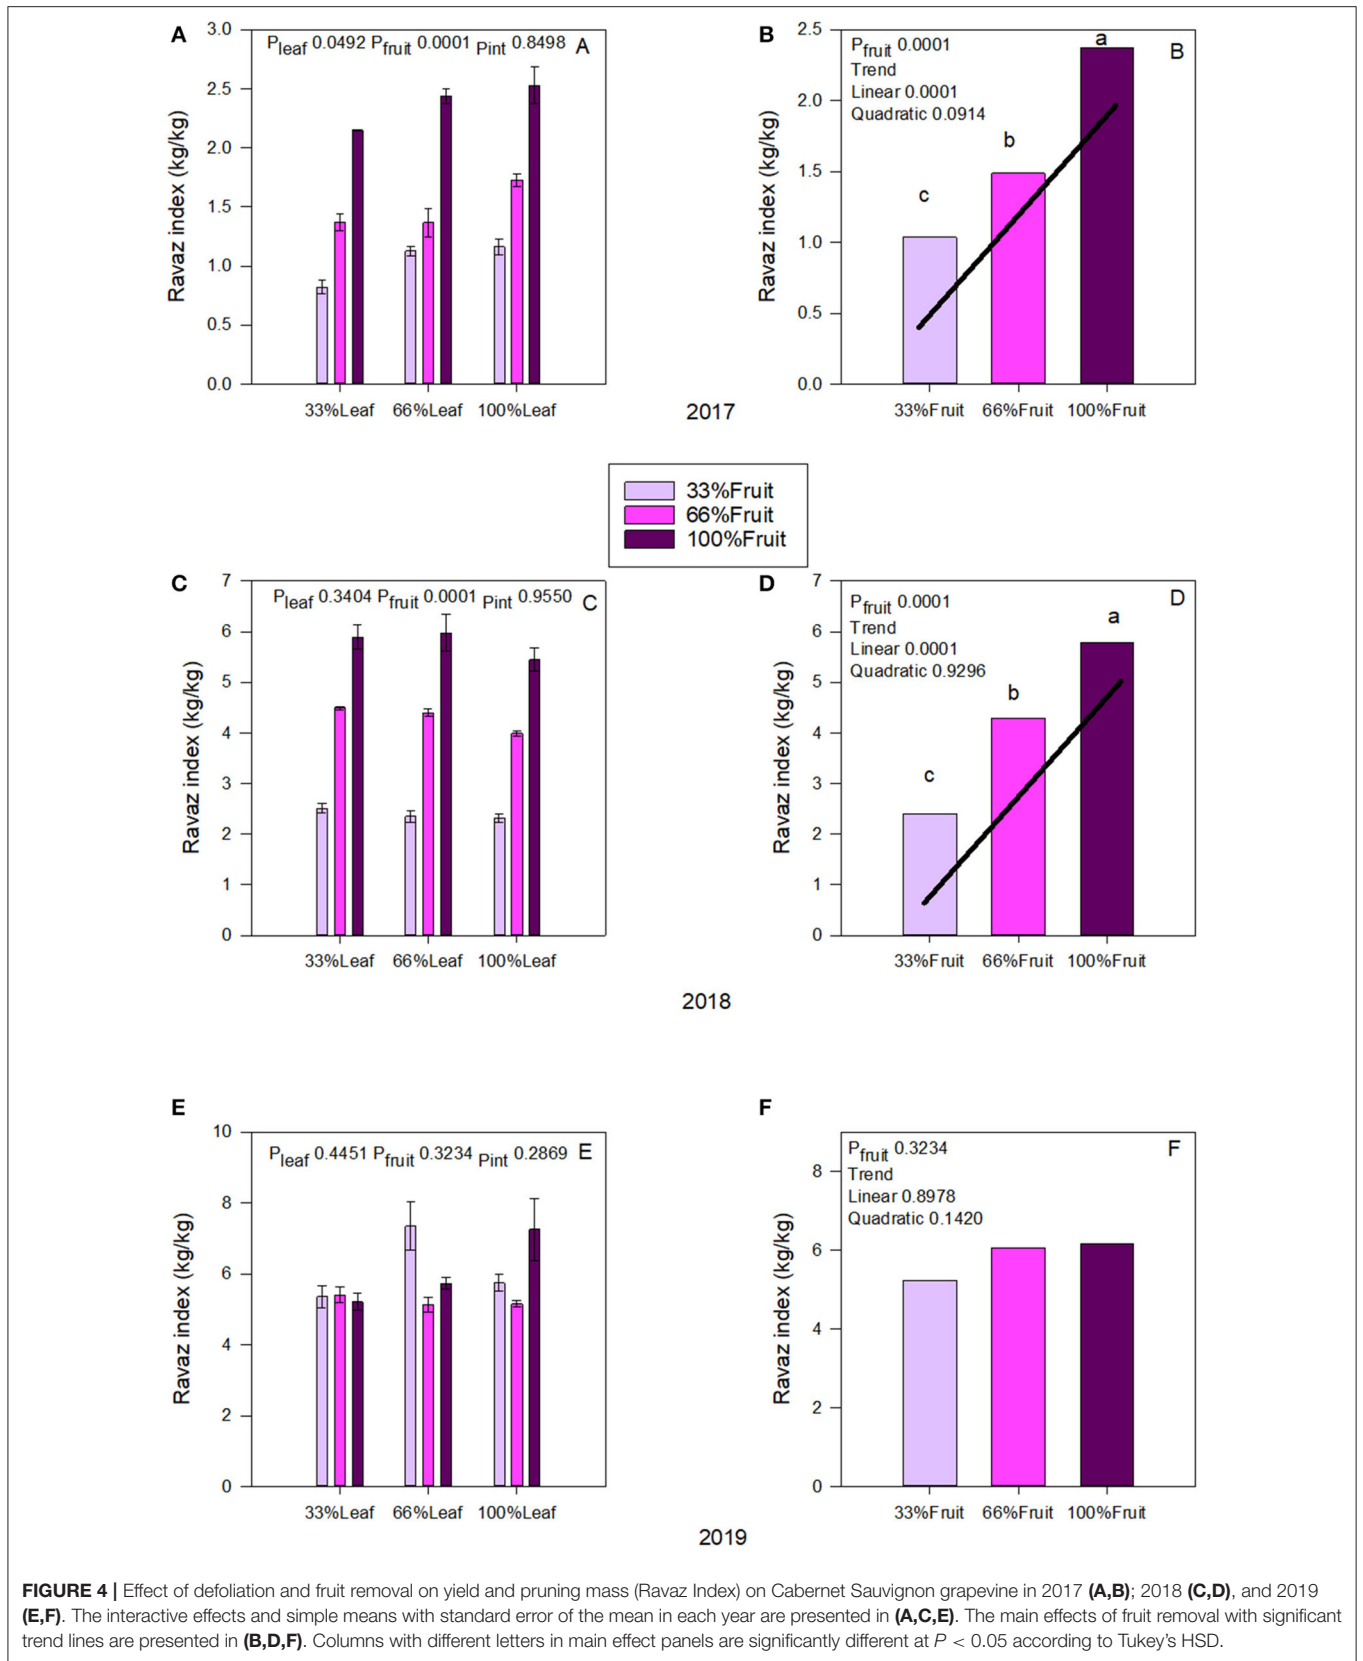 A
B
3.0
2.5
2.0
1.5
1.0
0.5
0.0
Ravaz index (kg/kg)
Pleaf 0.0492 Pfruit 0.0001 Pint 0.8498 A
33%Leaf 66%Leaf 100%Leaf
2.5
2.0
1.5
1.0
0.5
0.0
Ravaz index (kg/kg)
Pfruit 0.0001
Trend
Linear 0.0001
Quadratic 0.0914
B
c
b
a
33%Fruit 66%Fruit 100%Fruit
2017
33%Fruit
66%Fruit
100%Fruit
C
D
7
6
5
4
3
2
1
0
Ravaz index (kg/kg)
Pleaf 0.3404 Pfruit 0.0001 Pint 0.9550 C
33%Leaf 66%Leaf 100%Leaf
7
6
5
4
3
2
1
0
Ravaz index (kg/kg)
Pfruit 0.0001
Trend
Linear 0.0001
Quadratic 0.9296
D
c
b
a
33%Fruit 66%Fruit 100%Fruit
2018
E
F
10
8
6
4
2
0
Ravaz index (kg/kg)
Pleaf 0.4451 Pfruit 0.3234 Pint 0.2869 E
33%Leaf 66%Leaf 100%Leaf
8
6
4
2
0
Ravaz index (kg/kg)
Pfruit 0.3234
Trend
Linear 0.8978
Quadratic 0.1420
F
33%Fruit 66%Fruit 100%Fruit
2019
FIGURE 4 | Effect of defoliation and fruit removal on yield and pruning mass (Ravaz Index) on Cabernet Sauvignon grapevine in 2017 (A,B); 2018 (C,D), and 2019
(E,F). The interactive effects and simple means with standard error of the mean in each year are presented in (A,C,E). The main effects of fruit removal with significant
trend lines are presented in (B,D,F). Columns with different letters in main effect panels are significantly different at P < 0.05 according to Tukey's HSD.